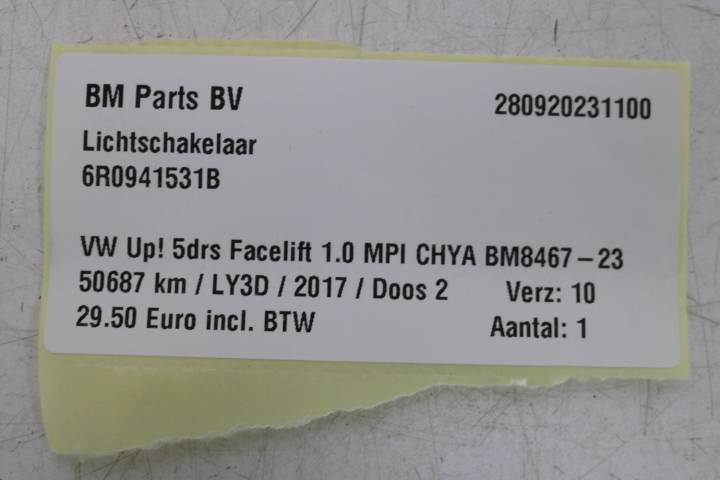 BM Parts BV 280920231100
Lichtschakelaar
6R0941531B
VW Up! 5drs Facelift 1.0 MPI CHYA BM8467-23
50687 km / LY3D / 2017 / Doos 2 Verz: 10
29.50 Euro incl. BTW Aantal: 1